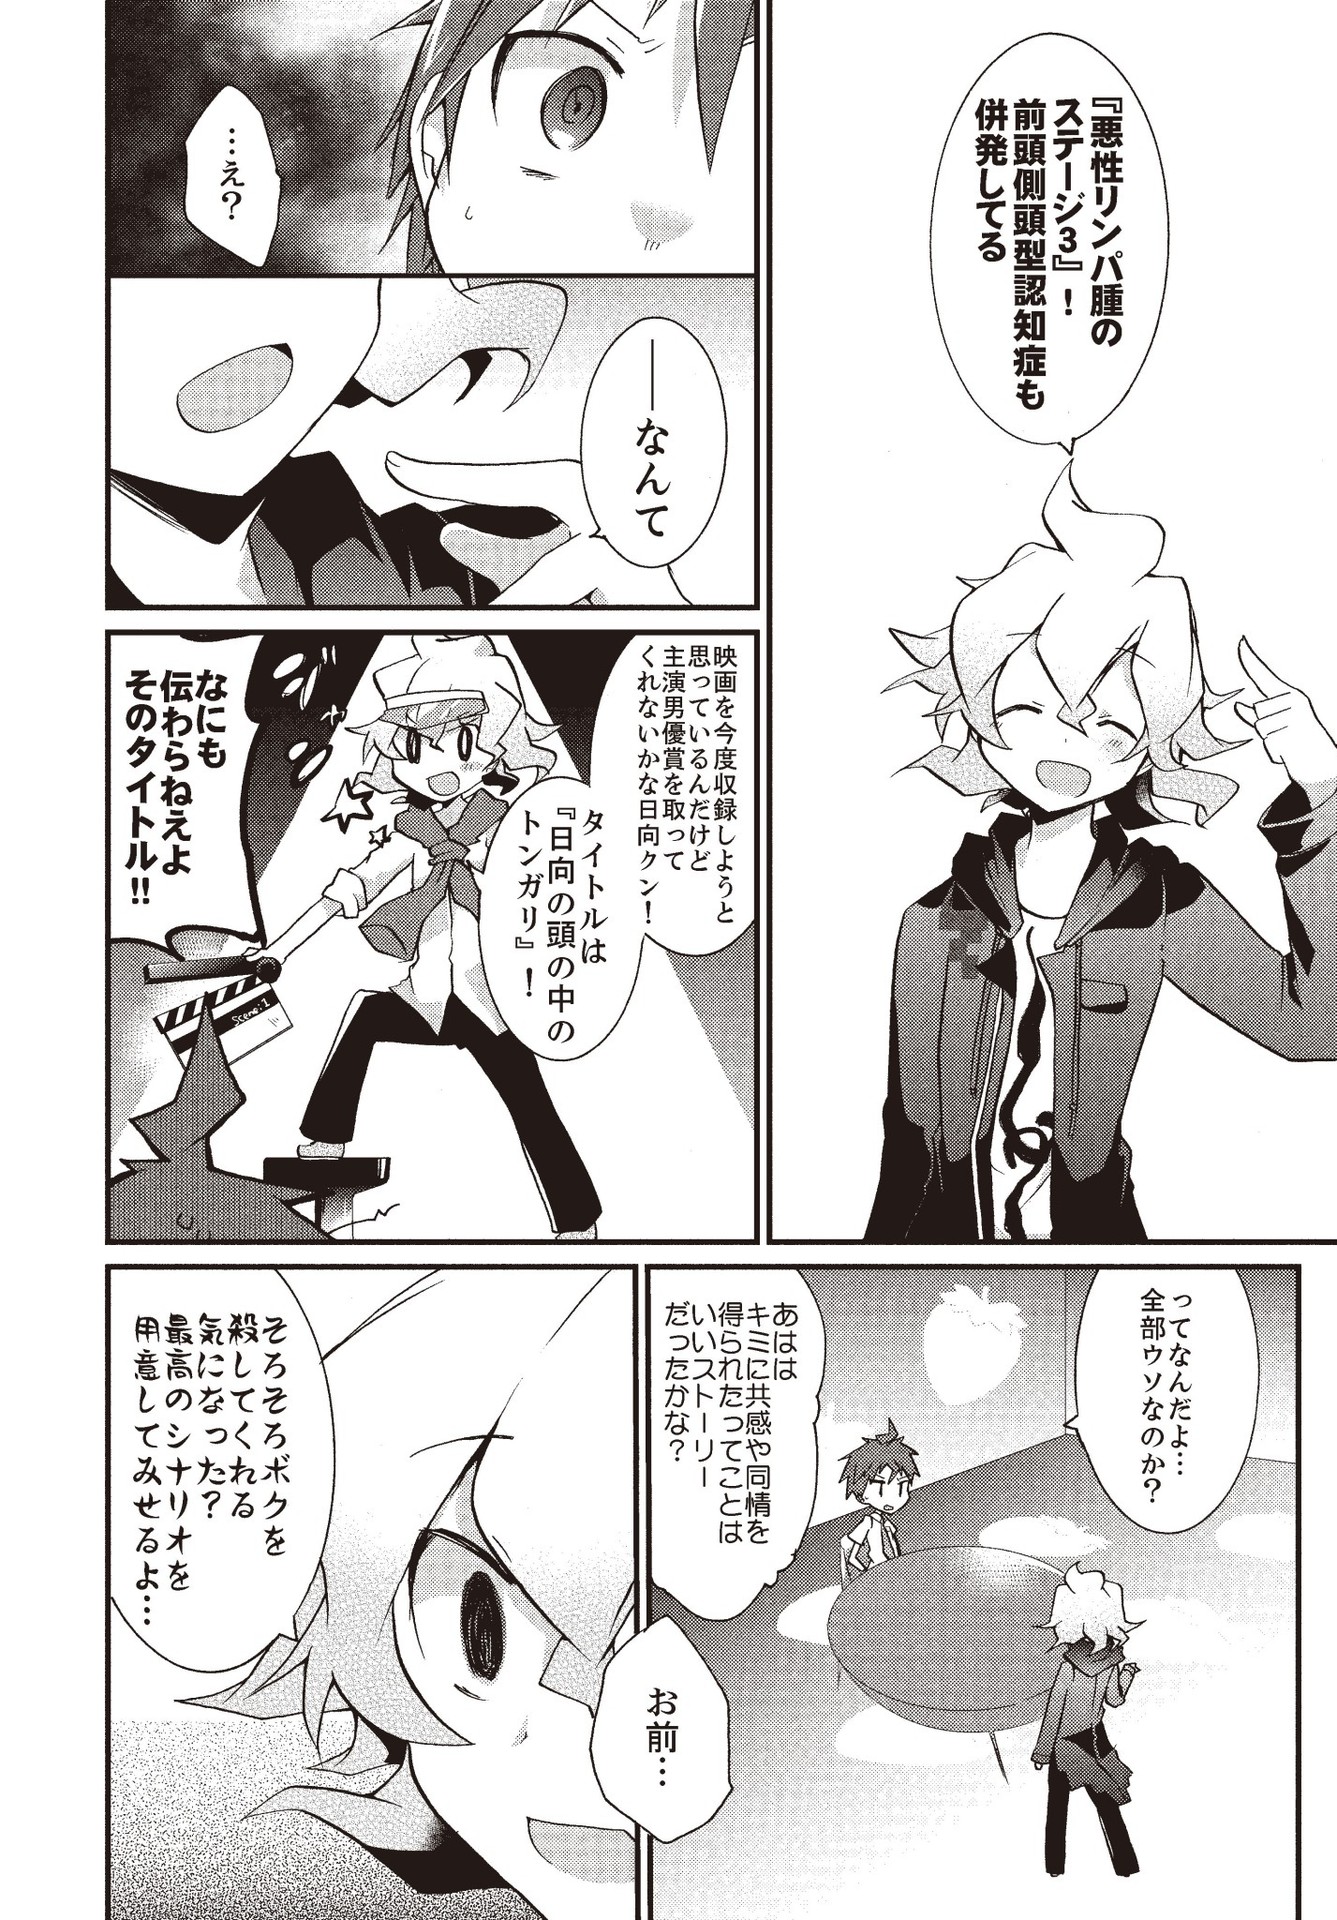 『悪性リンパ腫の
ステージ3』！
前頭側頭型認知症も
併発してる
…え？
──なんて
映画を今度収録しようと
思っているんだけど
主演男優賞を取って
くれないかな日向クン！
タイトルは
『日向の頭の中の
トンガリ』！
なにも
伝わらねえよ
そのタイトル!!
Scene:1
ってなんだよ…
全部ウソなのか？
あはは
キミに共感や同情を
得られたってことは
いいストーリー
だったかな？
お前…
そろそろボクを
殺してくれる
気になった？
最高のシナリオを
用意してみせるよ…